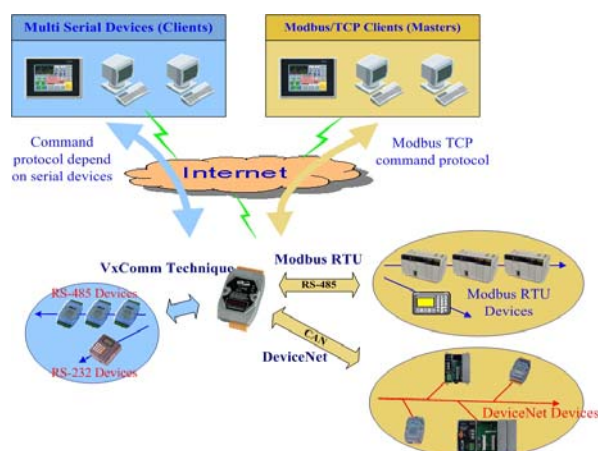 Multi Serial Devices (Clients)
Modbus/TCP Clients (Masters)
Command
protocol depend
on serial devices
Internet
Modbus TCP
command protocol
VxComm Technique
Modbus RTU
RS-485
RS-485 Devices
RS-232 Devices
CAN
DeviceNet
Modbus RTU
Devices
DeviceNet Devices